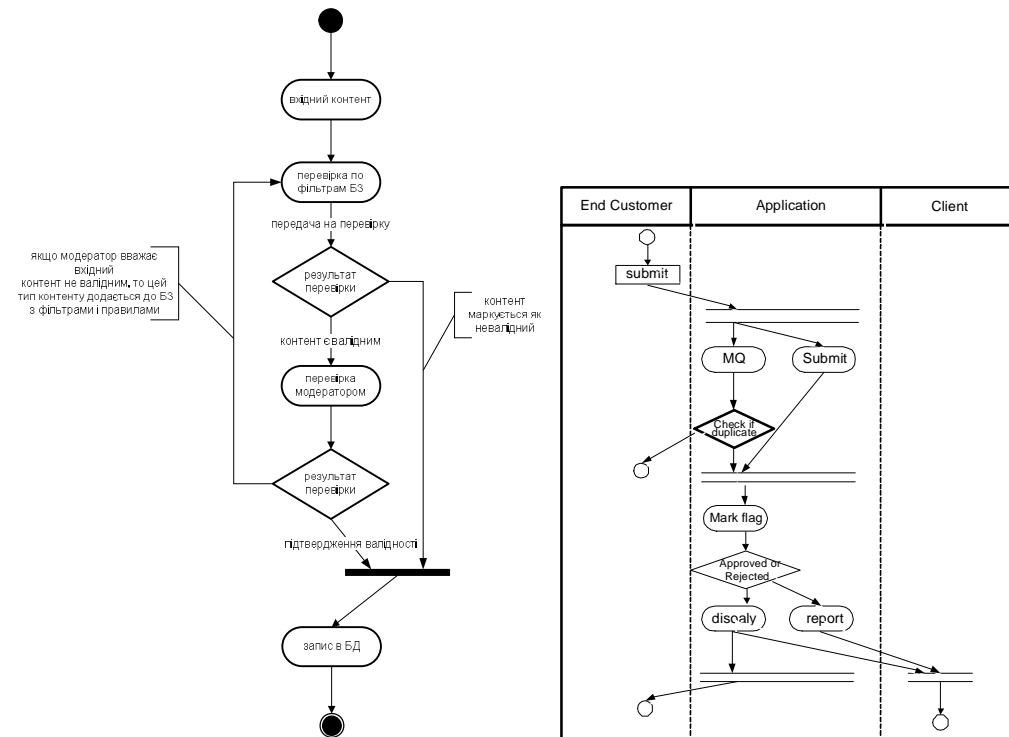 вхідний контент
перевірка по
фільтрам БЗ
передача на перевірку
якщо модератор вважає
вхідний
контент не валідним, то цей
тип контенту додається до БЗ
з фільтрами і правилами
результат
перевірки
контент
маркується як
невалідний
контент є валідним
перевірка
модератором
результат
перевірки
підтвердження валідності
запис в БД
End Customer
Application
Client
submit
MQ
Submit
Check if
duplicate
Mark flag
Approved or
Rejected
dispaly
report